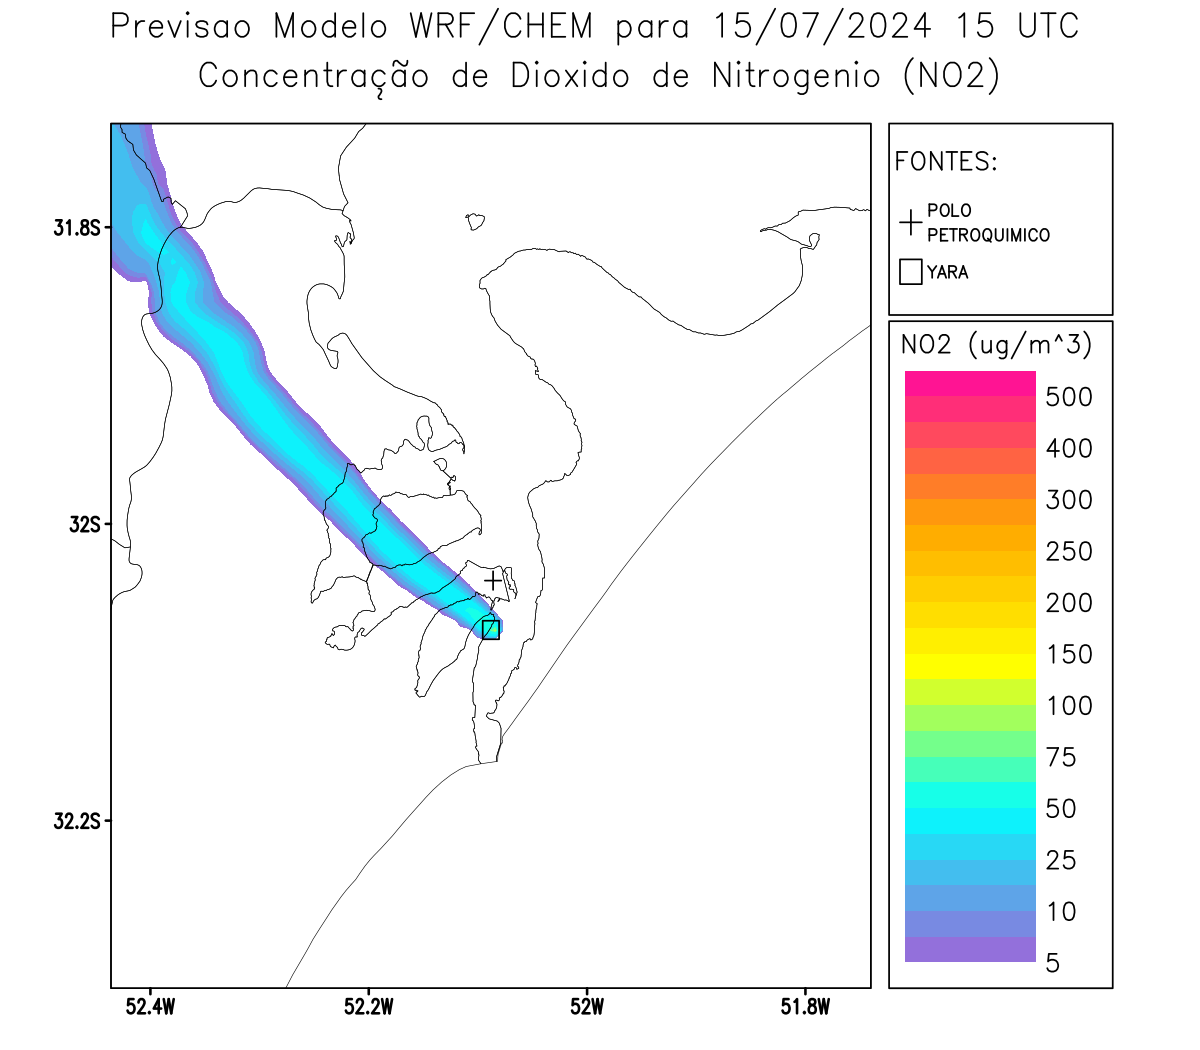 Previsao Modelo WRF/CHEM para 15/07/2024 15 UTC
Concentração de Dioxido de Nitrogenio (NO2)
FONTES:
POLO
PETROQUIMICO
YARA
NO2 (ug/m^3)
500
400
300
250
200
150
100
75
50
25
10
5
31.8S
32S
32.2S
52.4W
52.2W
52W
51.8W